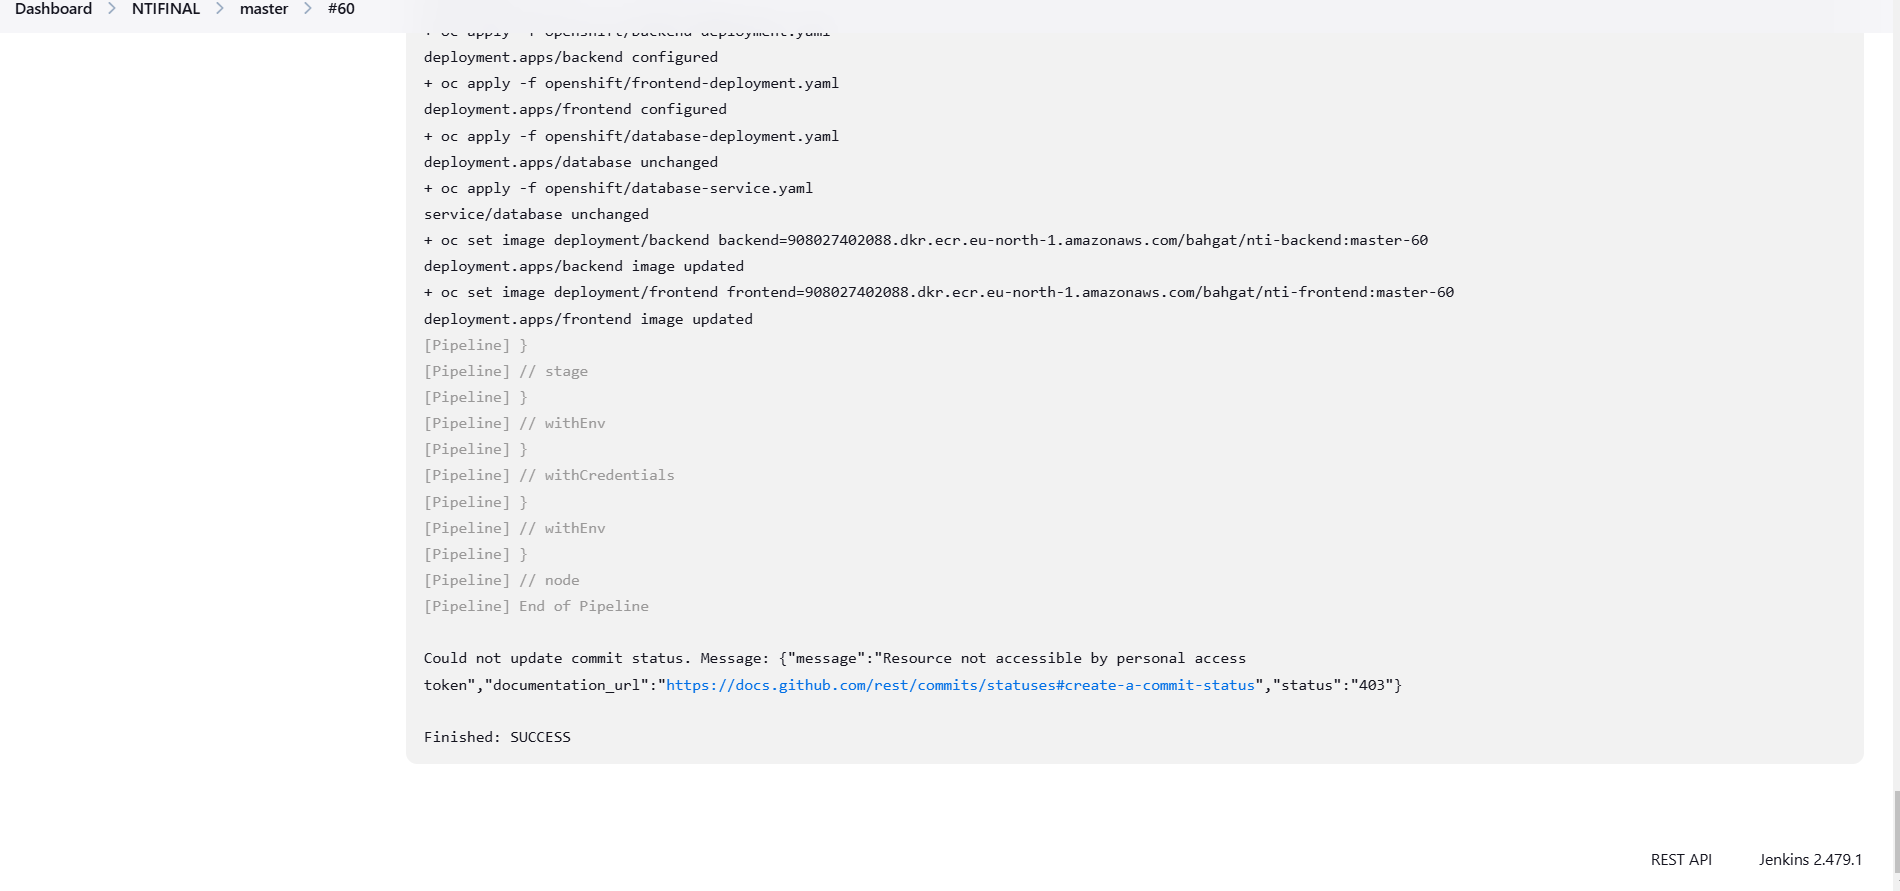 Dashboard > NTIFINAL > master > #60
+ oc apply -f openshift/backend-deployment.yaml
deployment.apps/backend configured
+ oc apply -f openshift/frontend-deployment.yaml
deployment.apps/frontend configured
+ oc apply -f openshift/database-deployment.yaml
deployment.apps/database unchanged
+ oc apply -f openshift/database-service.yaml
service/database unchanged
+ oc set image deployment/backend backend=908027402088.dkr.ecr.eu-north-1.amazonaws.com/bahgat/nti-backend:master-60
deployment.apps/backend image updated
+ oc set image deployment/frontend frontend=908027402088.dkr.ecr.eu-north-1.amazonaws.com/bahgat/nti-frontend:master-60
deployment.apps/frontend image updated
[Pipeline] }
[Pipeline] // stage
[Pipeline] }
[Pipeline] // withEnv
[Pipeline] }
[Pipeline] // withCredentials
[Pipeline] }
[Pipeline] // withEnv
[Pipeline] }
[Pipeline] // node
[Pipeline] End of Pipeline
Could not update commit status. Message: {"message":"Resource not accessible by personal access
token","documentation_url":"https://docs.github.com/rest/commits/statuses#create-a-commit-status","status":"403"}
Finished: SUCCESS
REST API
Jenkins 2.479.1